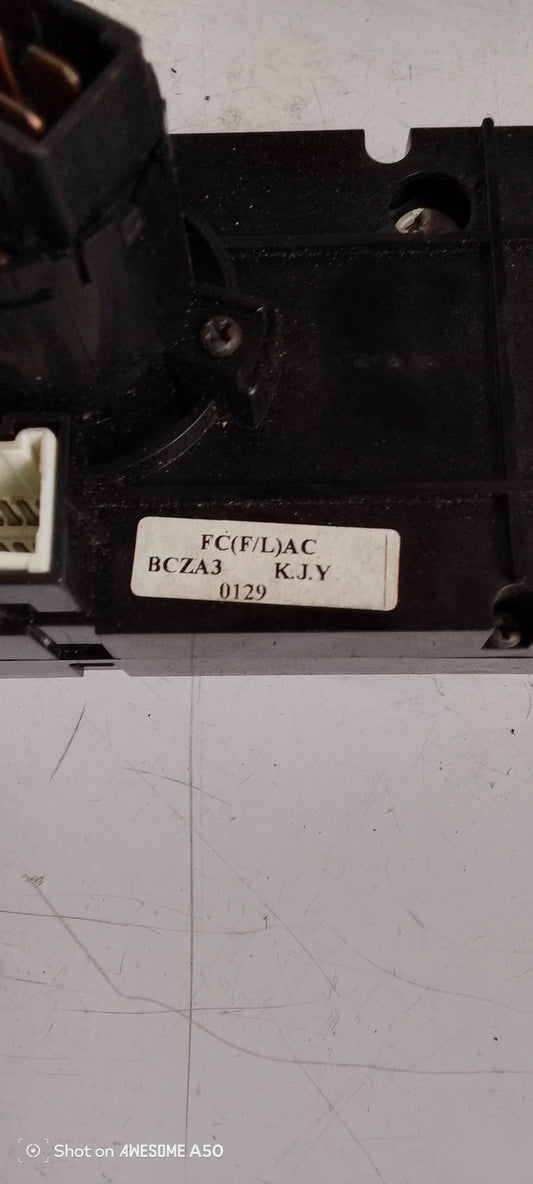 FC(F/L)AC
BCZA3 K.J.Y
0129
Shot on AWESOME A50